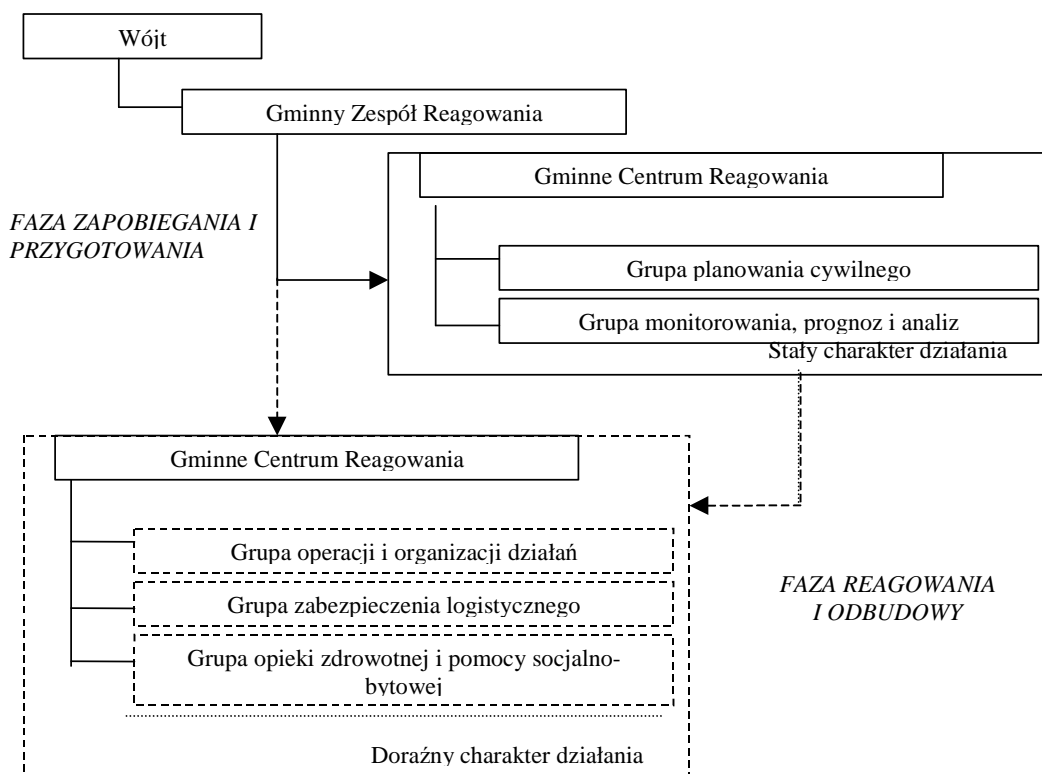 Wójt
Gminny Zespół Reagowania
Gminne Centrum Reagowania
FAZA ZAPOBIEGANIA I
PRZYGOTOWANIA
Grupa planowania cywilnego
Grupa monitorowania, prognoz i analiz
Stały charakter działania
Gminne Centrum Reagowania
Grupa operacji i organizacji działań
Grupa zabezpieczenia logistycznego
Grupa opieki zdrowotnej i pomocy socjalno-
bytowej
FAZA REAGOWANIA
I ODBUDOWY
Doraźny charakter działania